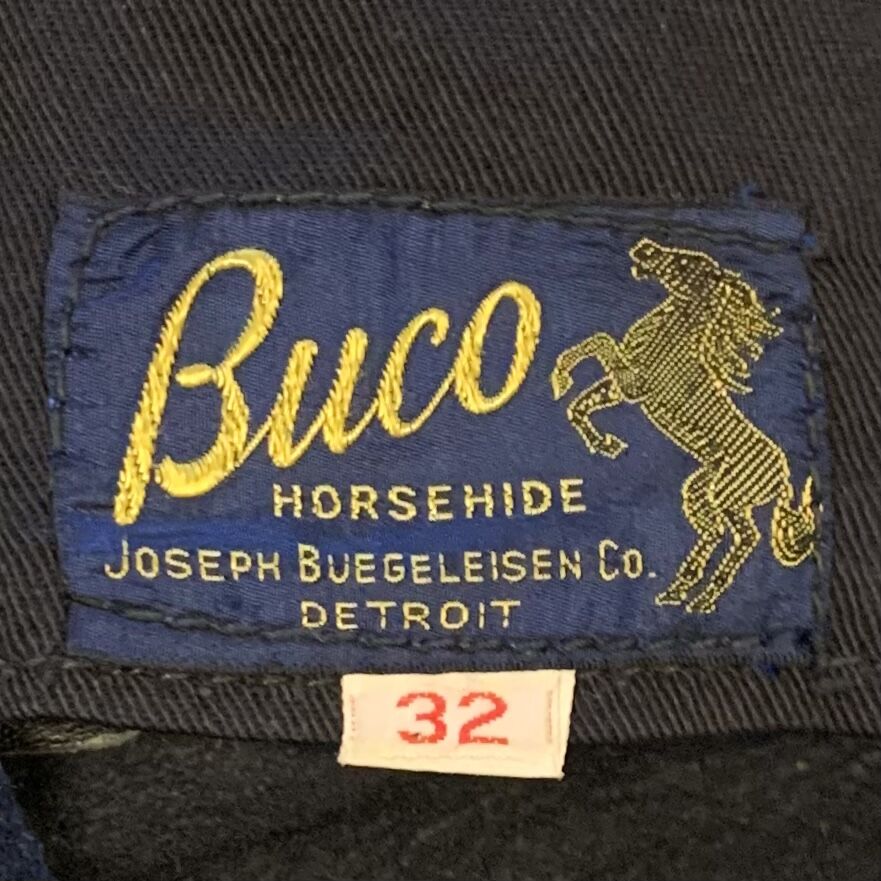 Buco
HORSEHIDE
JOSEPH BUEGELEISEN CO.
DETROIT
32